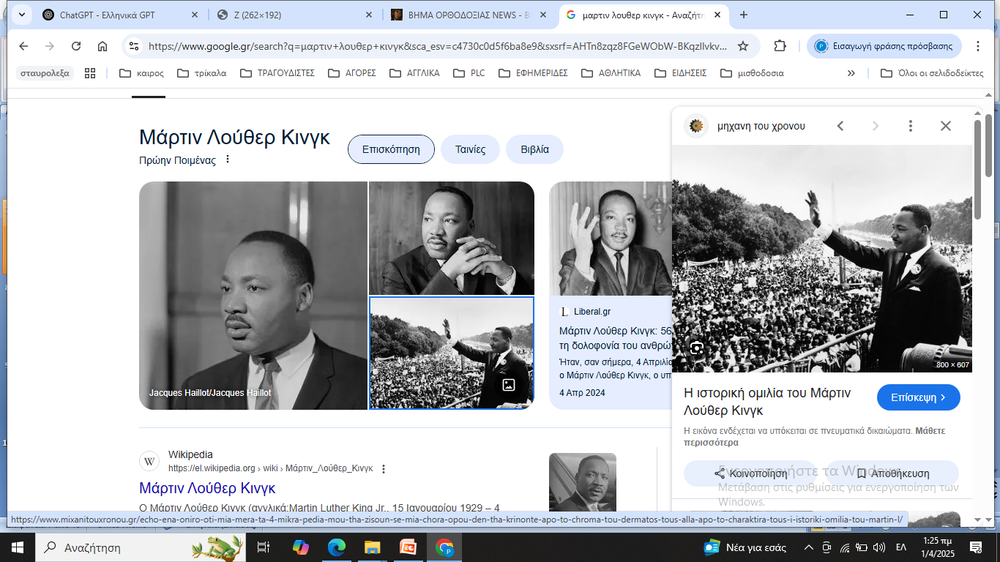 ChatGPT - Ελληνικά GPT
Z (262×192)
ΒΗΜΑ ΟΡΘΟΔΟΞΙΑΣ NEWS - Β
μαρτιν λουθερ κινγκ - Αναζήτη
https://www.google.gr/search?q=μαρτιν+λουθερ+κινγκ&sca_esv=c4730c0d5f6ba8e9&sxsrf=AHTn8zqz8FGeWObW-BKqzIlvkv...
Εισαγωγή φράσης πρόσβασης
σταυρολεξα
καιρος
τρίκαλα
ΤΡΑΓΟΥΔΙΣΤΕΣ
ΑΓΟΡΕΣ
ΑΓΓΛΙΚΑ
PLC
ΕΦΗΜΕΡΙΔΕΣ
ΑΘΛΗΤΙΚΑ
ΕΙΔΗΣΕΙΣ
μισθοδοσια
Όλοι οι σελιδοδείκτες
Μάρτιν Λούθερ Κινγκ
Πρώην Ποιμένας
Επισκόπηση
Ταινίες
Βιβλία
Jacques Haillot/Jacques Haillot
Liberal.gr
Μάρτιν Λούθερ Κινγκ: 56
τη δολοφονία του ανθρώ
Ήταν, σαν σήμερα, 4 Απριλία
ο Μάρτιν Λούθερ Κινγκ, ο υπ
4 Απρ 2024
μηχανη του χρονου
800 × 607
Η ιστορική ομιλία του Μάρτιν
Λούθερ Κινγκ
Επίσκεψη
Η εικόνα ενδέχεται να υπόκειται σε πνευματικά δικαιώματα. Μάθετε
περισσότερα
Κοινοποίηση
Αποθήκευση
Ενεργοποιήστε τα Windows
Μετάβαση στις ρυθμίσεις για ενεργοποίηση των
Windows.
W
Wikipedia
https://el.wikipedia.org › wiki › Μάρτιν_Λούθερ_Κινγκ
Μάρτιν Λούθερ Κινγκ
Ο Μάρτιν Λούθερ Κινγκ (αγγλικά:Martin Luther King Jr., 15 Ιανουαρίου 1929 – 4
https://www.mixanitouxronou.gr/echo-ena-oniro-oti-mia-mera-ta-4-mikra-pedia-mou-tha-zisoun-se-mia-chora-opou-den-tha-krinonte-apo-to-chroma-tou-dermatos-tous-alla-apo-to-charaktira-tous-i-istoriki-omilia-tou-martin-l/
Αναζήτηση
Νέα για εσάς
ΕΛ
1:25 πμ
1/4/2025